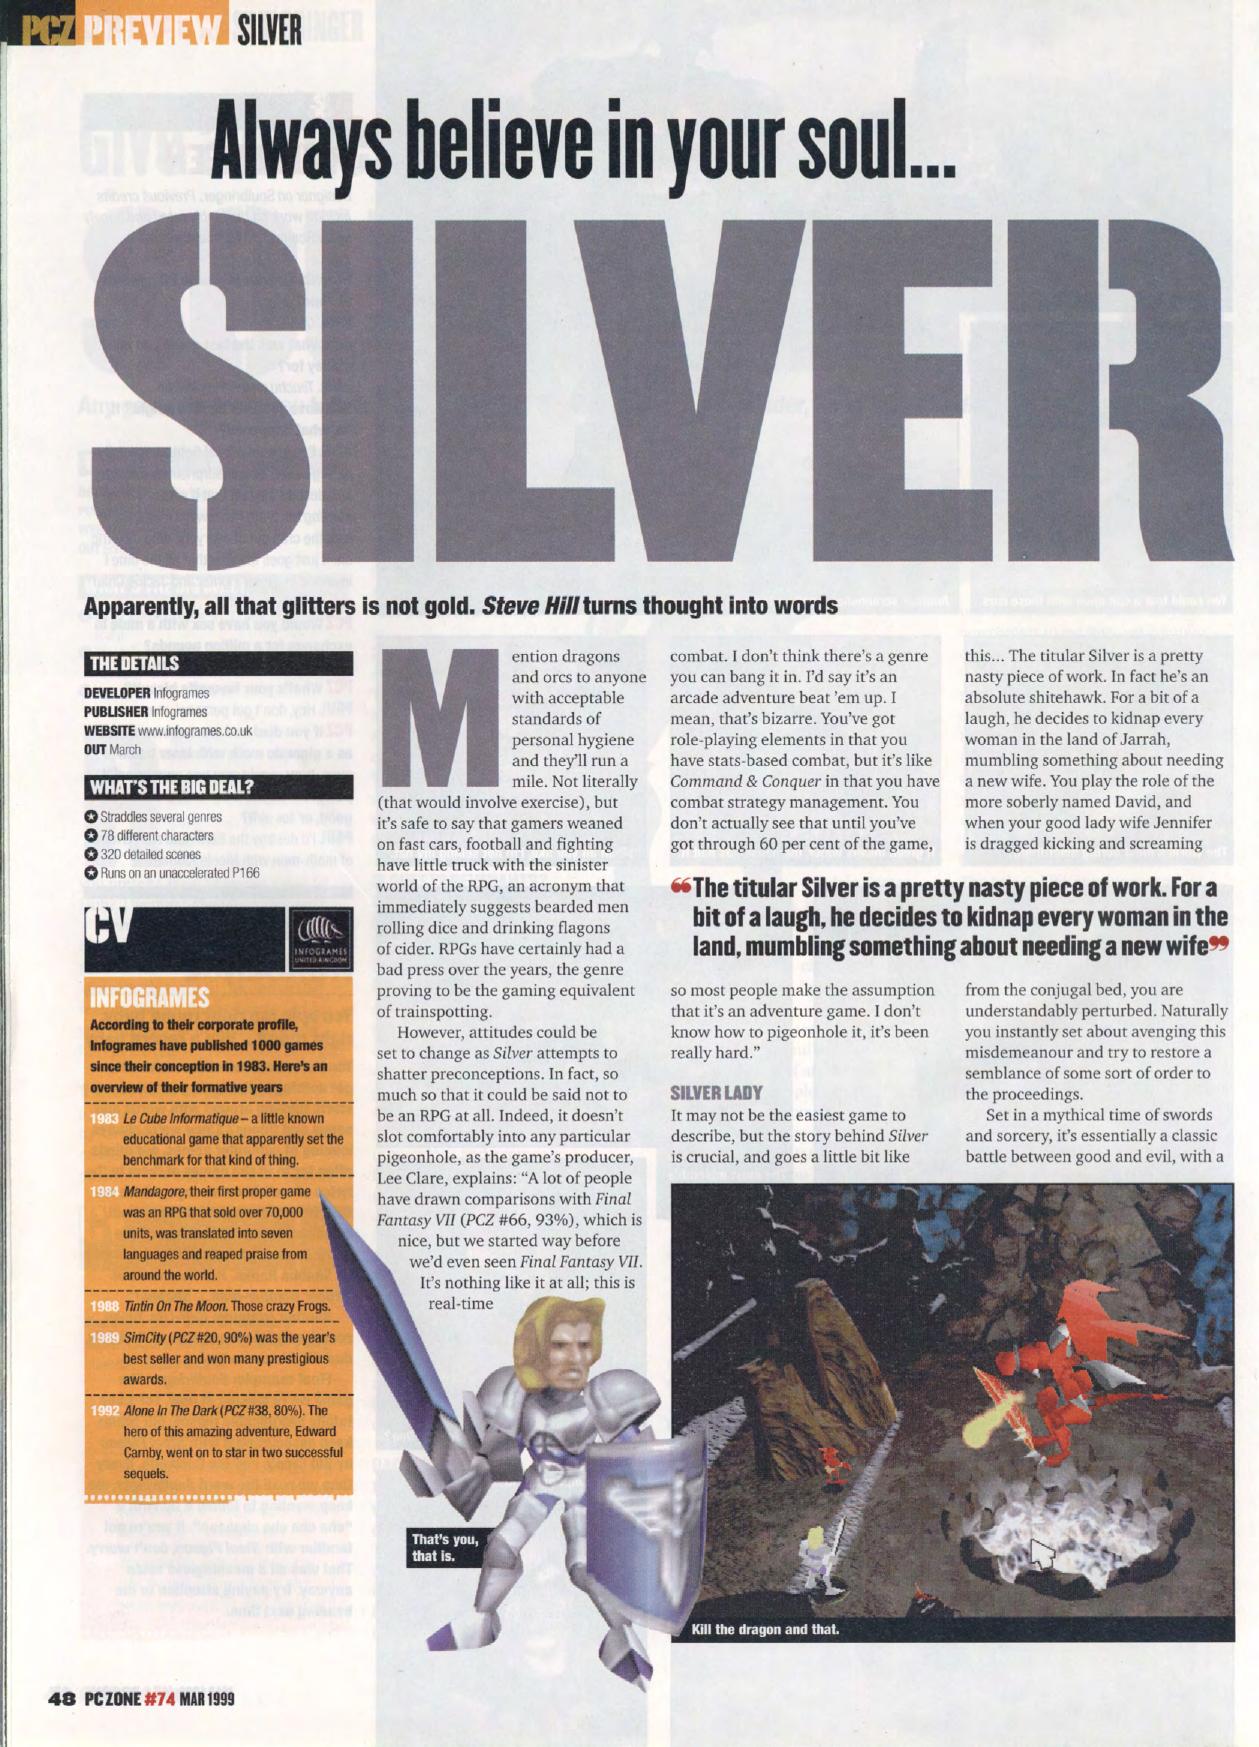 PCZ PREVIEW SILVER
Always believe in your soul...
SILVER
Apparently, all that glitters is not gold. Steve Hill turns thought into words
THE DETAILS
DEVELOPER Infogrames
PUBLISHER Infogrames
WEBSITE www.infogrames.co.uk
OUT March
WHAT'S THE BIG DEAL?
Straddles several genres
78 different characters
320 detailed scenes
Runs on an unaccelerated P166
CV
INFOGRAMES
UNITED KINGDOM
INFOGRAMES
According to their corporate profile,
Infogrames have published 1000 games
since their conception in 1983. Here's an
overview of their formative years
1983 Le Cube Informatique – a little known
educational game that apparently set the
benchmark for that kind of thing.
1984 Mandagore, their first proper game
was an RPG that sold over 70,000
units, was translated into seven
languages and reaped praise from
around the world.
1988 Tintin On The Moon. Those crazy Frogs.
1989 SimCity (PCZ #20, 90%) was the year's
best seller and won many prestigious
awards.
1992 Alone In The Dark (PCZ #38, 80%). The
hero of this amazing adventure, Edward
Carnby, went on to star in two successful
sequels.
Mention dragons
and orcs to anyone
with acceptable
standards of
personal hygiene
and they'll run a
mile. Not literally
(that would involve exercise), but
it's safe to say that gamers weaned
on fast cars, football and fighting
have little truck with the sinister
world of the RPG, an acronym that
immediately suggests bearded men
rolling dice and drinking flagons
of cider. RPGs have certainly had a
bad press over the years, the genre
proving to be the gaming equivalent
of trainspotting.
However, attitudes could be
set to change as Silver attempts to
shatter preconceptions. In fact, so
much so that it could be said not to
be an RPG at all. Indeed, it doesn't
slot comfortably into any particular
pigeonhole, as the game's producer,
Lee Clare, explains: "A lot of people
have drawn comparisons with Final
Fantasy VII (PCZ #66, 93%), which is
nice, but we started way before
we'd even seen Final Fantasy VII.
It's nothing like it at all; this is
real-time
That's you,
that is.
combat. I don't think there's a genre
you can bang it in. I'd say it's an
arcade adventure beat 'em up. I
mean, that's bizarre. You've got
role-playing elements in that you
have stats-based combat, but it's like
Command & Conquer in that you have
combat strategy management. You
don't actually see that until you've
got through 60 per cent of the game,
so most people make the assumption
that it's an adventure game. I don't
know how to pigeonhole it, it's been
really hard."
SILVER LADY
It may not be the easiest game to
describe, but the story behind Silver
is crucial, and goes a little bit like
this... The titular Silver is a pretty
nasty piece of work. In fact he's an
absolute shitehawk. For a bit of a
laugh, he decides to kidnap every
woman in the land of Jarrah,
mumbling something about needing
a new wife. You play the role of the
more soberly named David, and
when your good lady wife Jennifer
is dragged kicking and screaming
“The titular Silver is a pretty nasty piece of work. For a
bit of a laugh, he decides to kidnap every woman in the
land, mumbling something about needing a new wife”
from the conjugal bed, you are
understandably perturbed. Naturally
you instantly set about avenging this
misdemeanour and try to restore a
semblance of some sort of order to
the proceedings.
Set in a mythical time of swords
and sorcery, it's essentially a classic
battle between good and evil, with a
Kill the dragon and that.
48 PC ZONE #74 MAR 1999